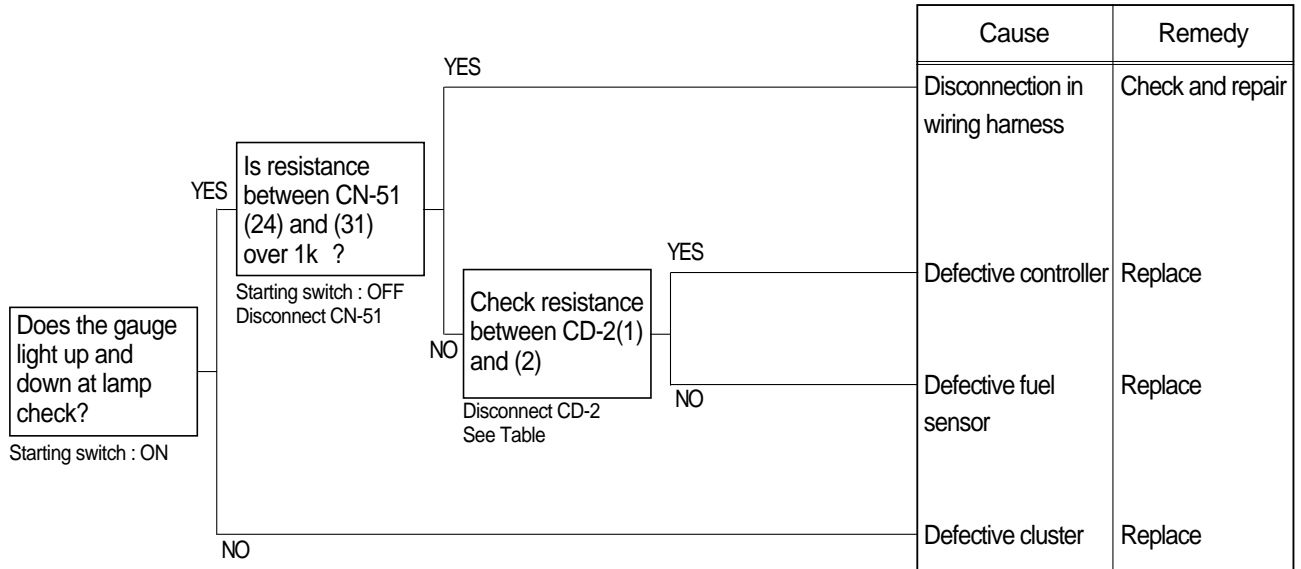 Cause
Remedy
YES
Disconnection in
wiring harness
Check and repair
YES
Is resistance
between CN-51
(24) and (31)
over 1k ?
Starting switch : OFF
Disconnect CN-51
YES
Defective controller
Replace
Does the gauge
light up and
down at lamp
check?
Starting switch : ON
NO
Check resistance
between CD-2(1)
and (2)
Disconnect CD-2
See Table
NO
Defective fuel
sensor
Replace
NO
Defective cluster
Replace